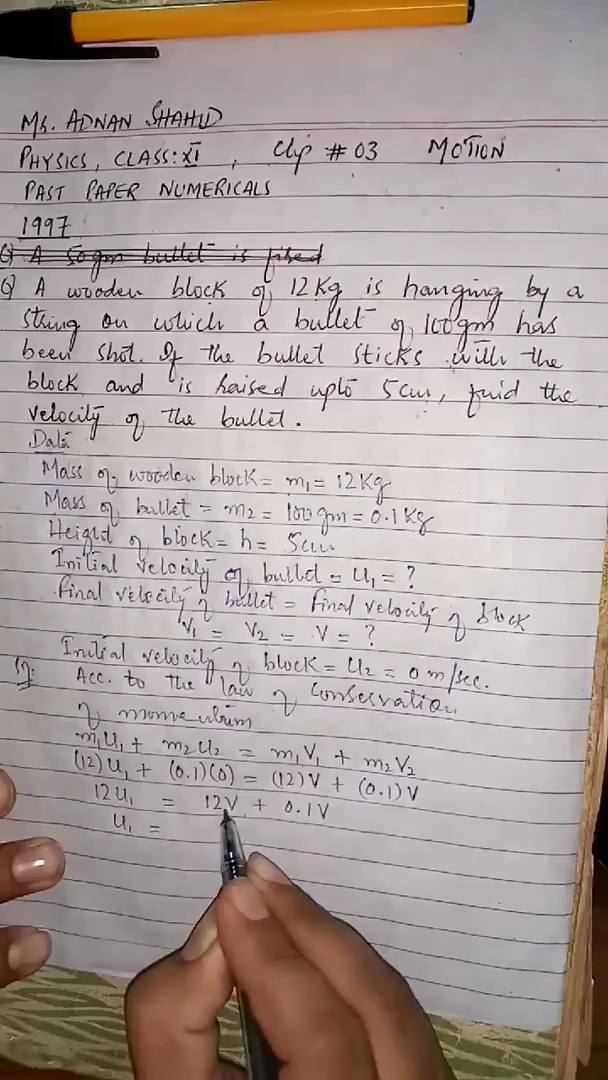 MR. ADNAN SHAHID
PHYSICS, CLASS: XI , Clip # 03 MOTION
PAST PAPER NUMERICALS
1997
Q A 50gm bullet is fired
Q A wooden block of 12 Kg is hanging by a
string on which a bullet of 100gm has
been shot. If the bullet sticks with the
block and is raised upto 5cm, find the
velocity of the bullet.
Data
Mass of wooden block = m₁ = 12 Kg
Mass of bullet = m₂ = 100 gm = 0.1 Kg
Height of block = h = 5cm
Initial velocity of bullet = U₁ = ?
Final velocity of bullet = Final velocity of block
V₁ = V₂ = V = ?
Initial velocity of block = U₂ = 0 m/sec.
Acc. to the law of Conservation
of momentum
m₁U₁ + m₂U₂ = m₁V₁ + m₂V₂
(12)U₁ + (0.1)(0) = (12)V + (0.1)V
12U₁ = 12V + 0.1V
U₁ =